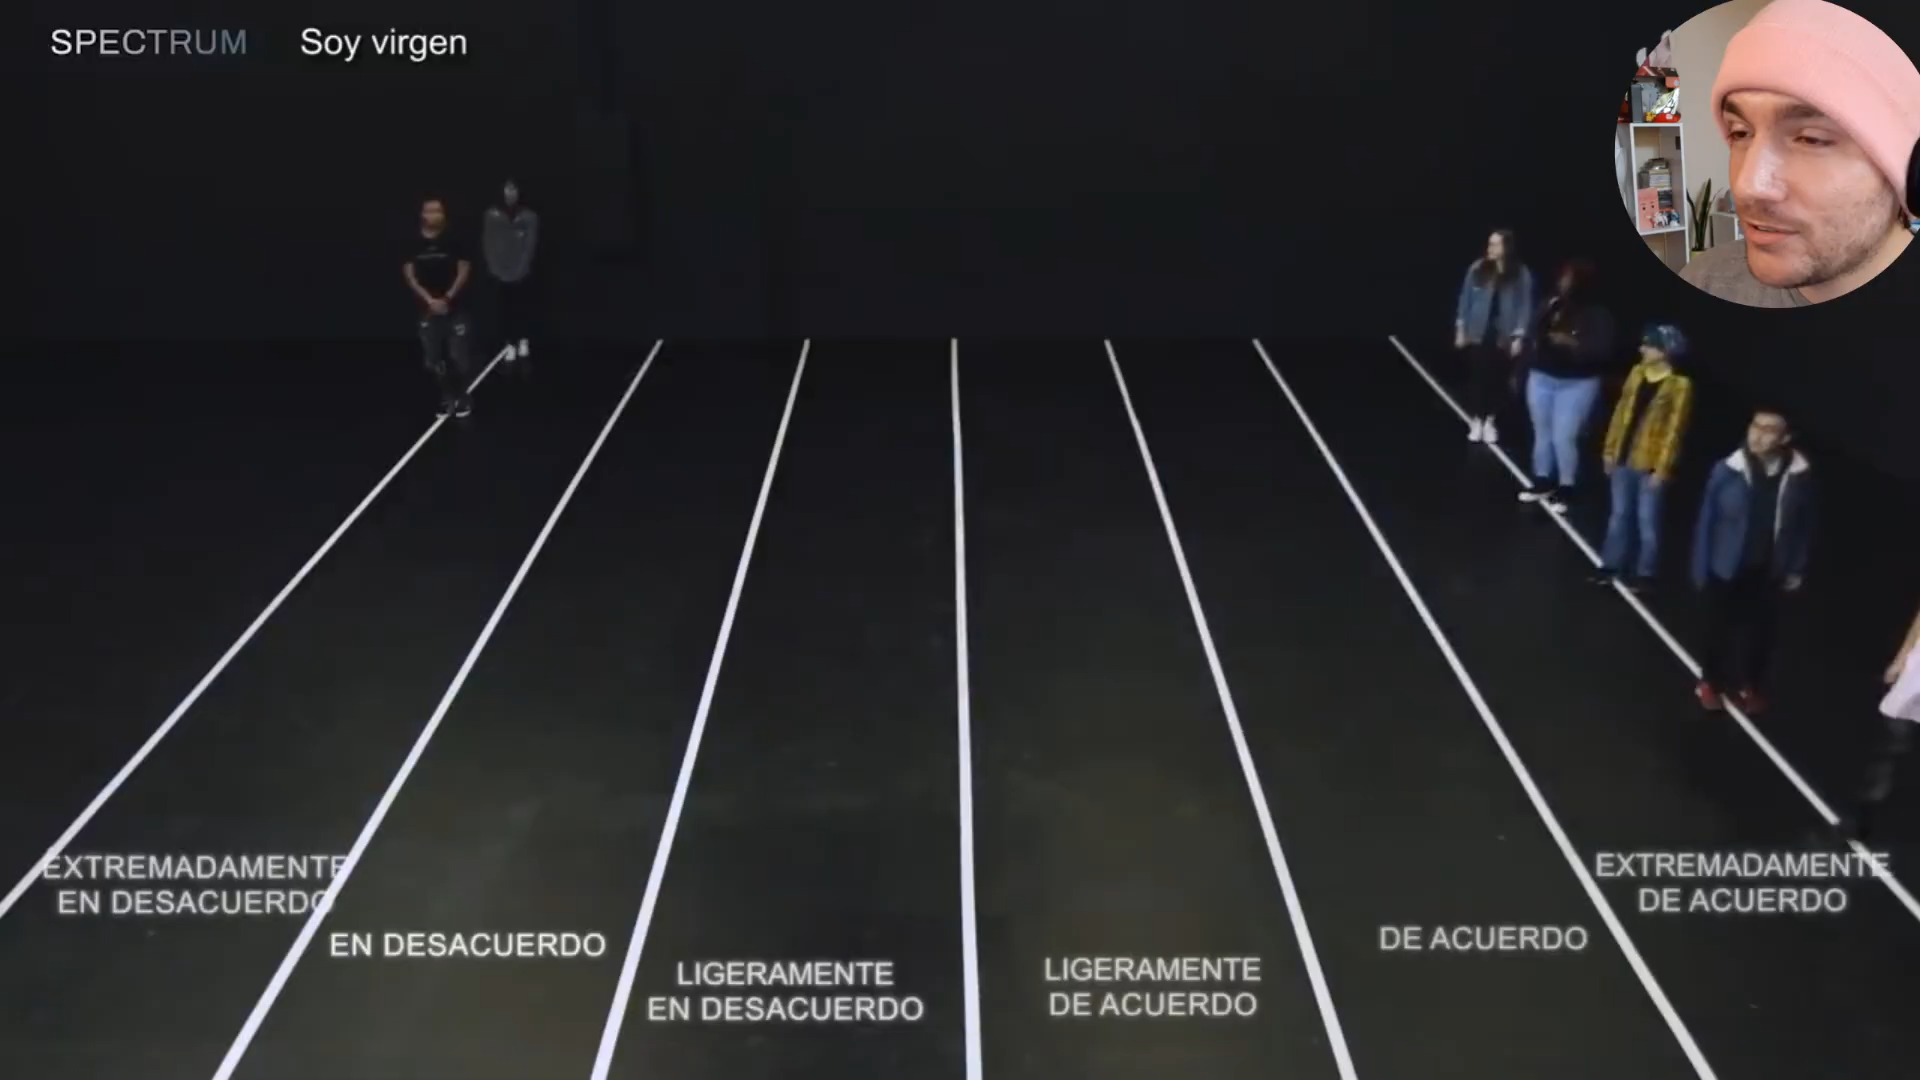 SPECTRUM Soy virgen
EXTREMADAMENTE
EN DESACUERDO
EN DESACUERDO
LIGERAMENTE
EN DESACUERDO
LIGERAMENTE
DE ACUERDO
DE ACUERDO
EXTREMADAMENTE
DE ACUERDO